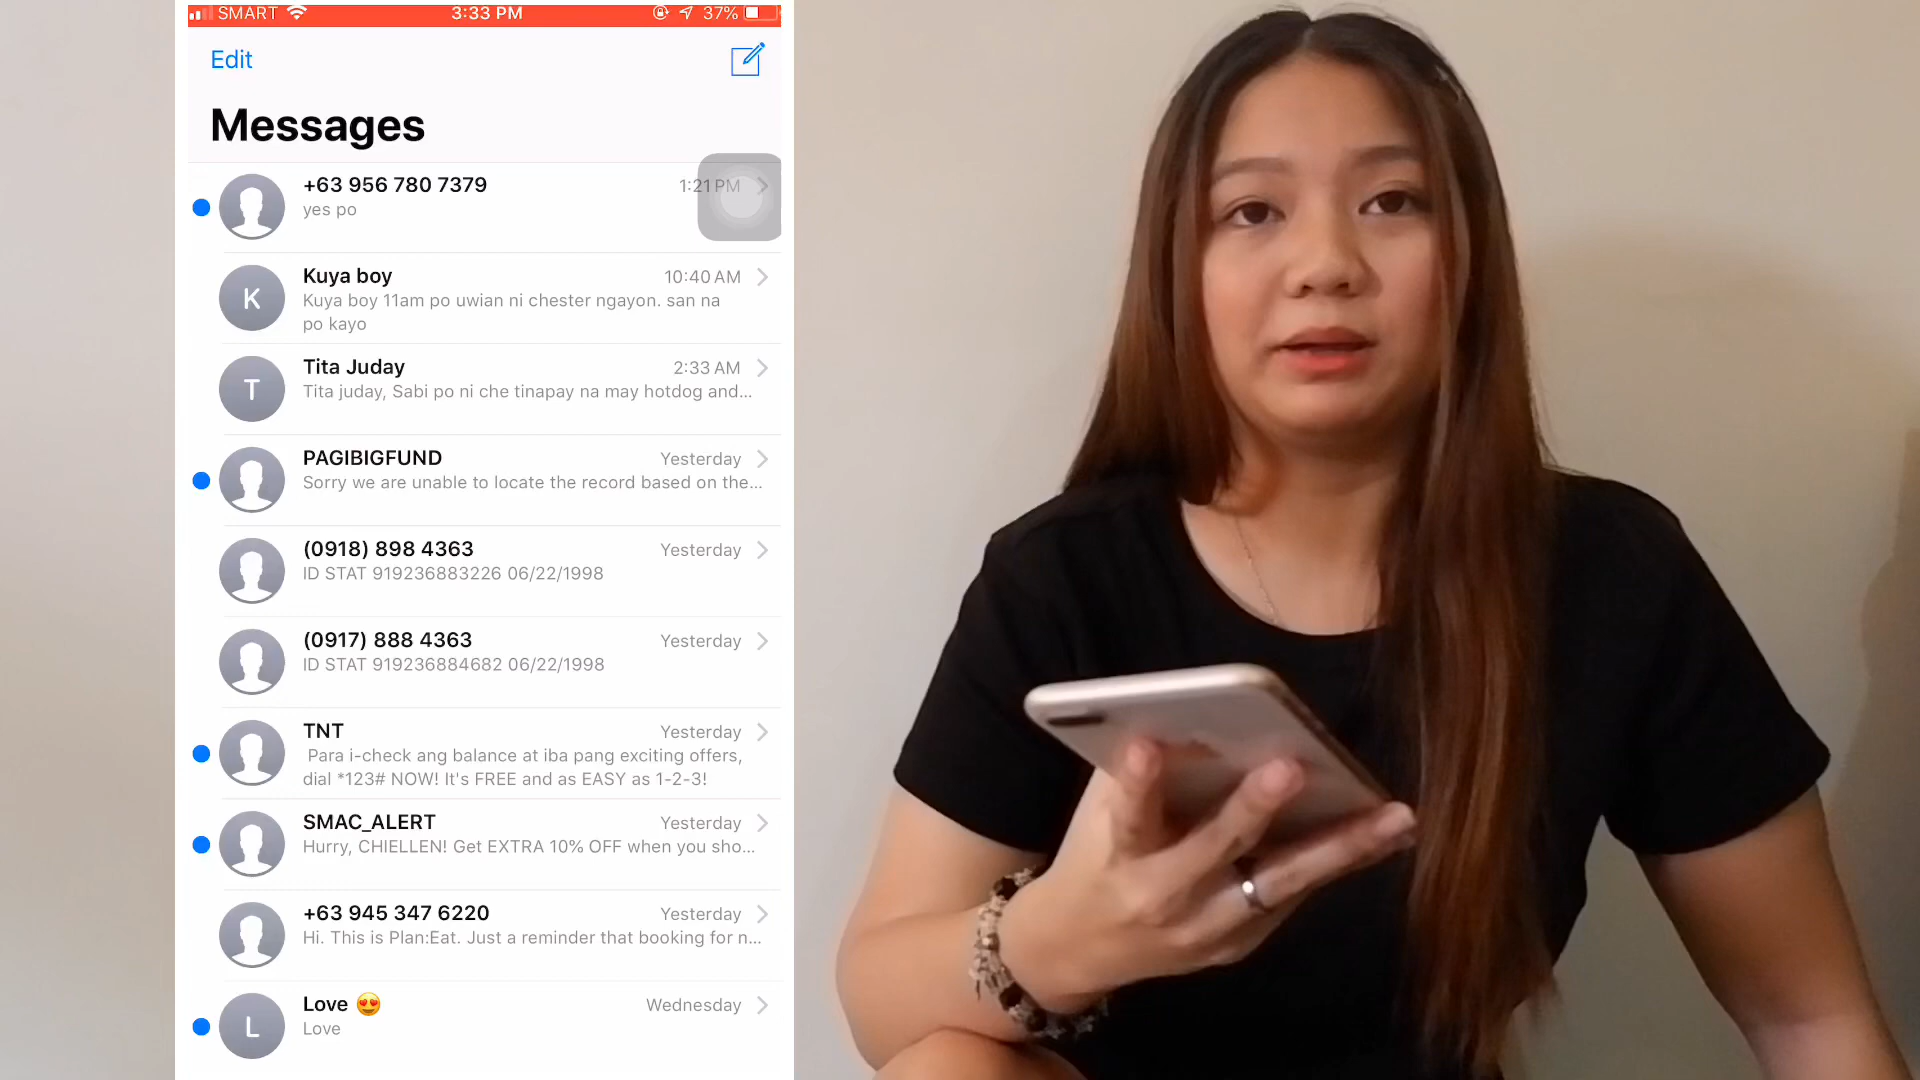 SMART 3:33 PM 37%
Edit
Messages
+63 956 780 7379 1:21 PM
yes po
K
Kuya boy 10:40 AM
Kuya boy 11am po uwian ni chester ngayon. san na
po kayo
T
Tita Juday 2:33 AM
Tita juday, Sabi po ni che tinapay na may hotdog and...
PAGIBIGFUND Yesterday
Sorry we are unable to locate the record based on the...
(0918) 898 4363 Yesterday
ID STAT 919236883226 06/22/1998
(0917) 888 4363 Yesterday
ID STAT 919236884682 06/22/1998
TNT Yesterday
Para i-check ang balance at iba pang exciting offers,
dial *123# NOW! It's FREE and as EASY as 1-2-3!
SMAC_ALERT Yesterday
Hurry, CHIELLEN! Get EXTRA 10% OFF when you sho...
+63 945 347 6220 Yesterday
Hi. This is Plan:Eat. Just a reminder that booking for n...
L
Love 😍 Wednesday
Love